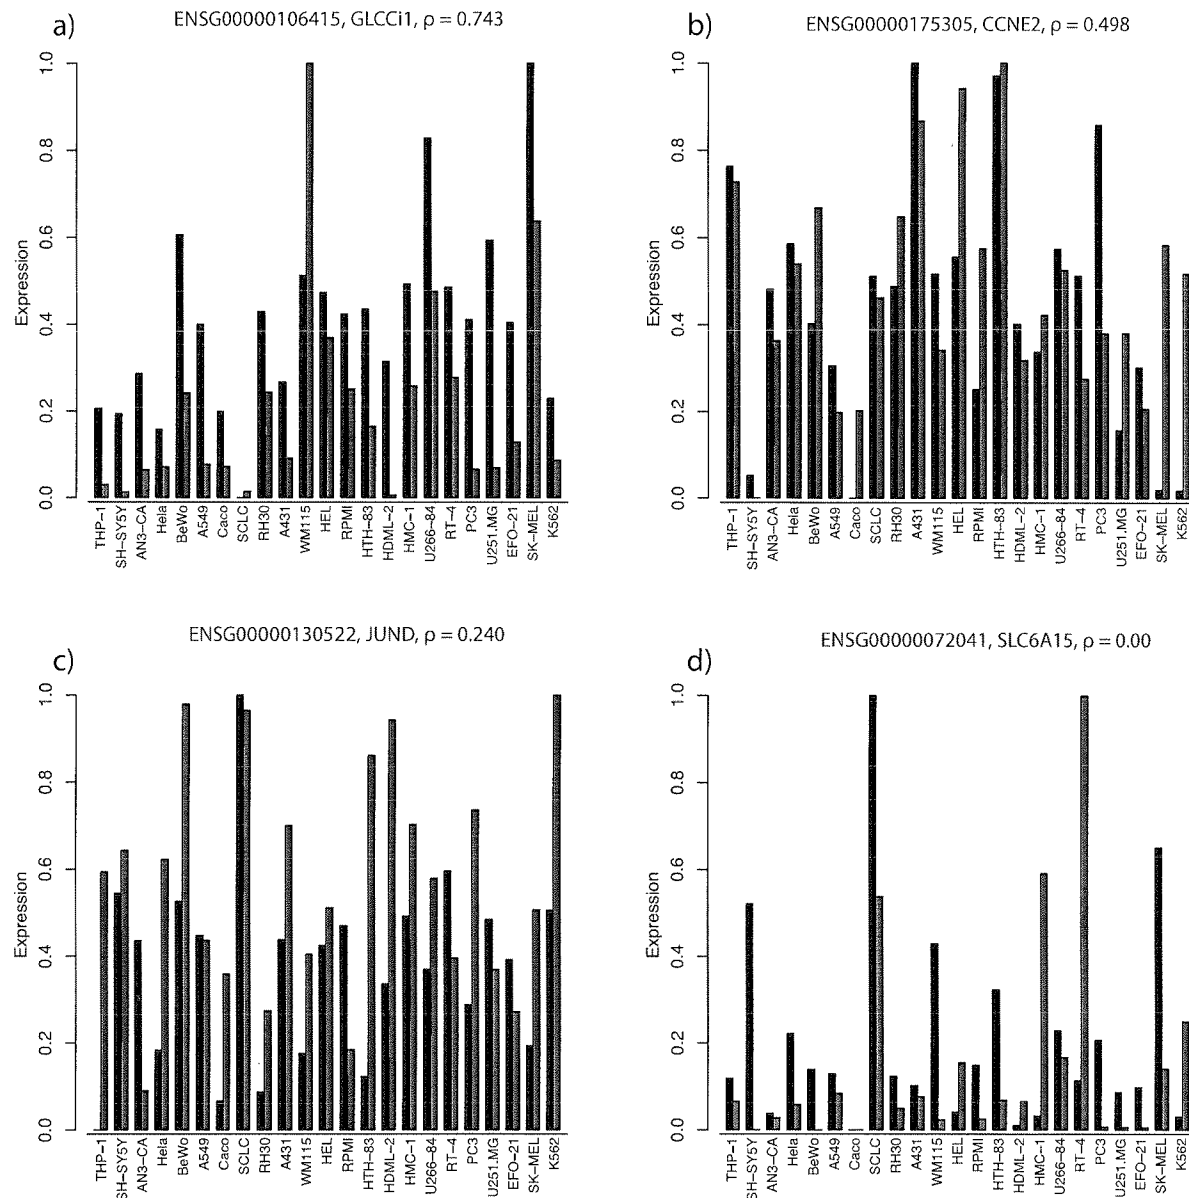 a)
ENSG00000106415, GLCCi1, ρ = 0.743
Expression
0.0 0.2 0.4 0.6 0.8 1.0
THP−1 SH−SY5Y AN3−CA Hela BeWo A549 Caco SCLC RH30 A431 WM115 HEL RPMI HTH−83 HDML−2 HMC−1 U266−84 RT−4 PC3 U251.MG EFO−21 SK−MEL K562
b)
ENSG00000175305, CCNE2, ρ = 0.498
Expression
0.0 0.2 0.4 0.6 0.8 1.0
THP−1 SH−SY5Y AN3−CA Hela BeWo A549 Caco SCLC RH30 A431 WM115 HEL RPMI HTH−83 HDML−2 HMC−1 U266−84 RT−4 PC3 U251.MG EFO−21 SK−MEL K562
c)
ENSG00000130522, JUND, ρ = 0.240
Expression
0.0 0.2 0.4 0.6 0.8 1.0
THP−1 SH−SY5Y AN3−CA Hela BeWo A549 Caco SCLC RH30 A431 WM115 HEL RPMI HTH−83 HDML−2 HMC−1 U266−84 RT−4 PC3 U251.MG EFO−21 SK−MEL K562
d)
ENSG00000072041, SLC6A15, ρ = 0.00
Expression
0.0 0.2 0.4 0.6 0.8 1.0
THP−1 SH−SY5Y AN3−CA Hela BeWo A549 Caco SCLC RH30 A431 WM115 HEL RPMI HTH−83 HDML−2 HMC−1 U266−84 RT−4 PC3 U251.MG EFO−21 SK−MEL K562